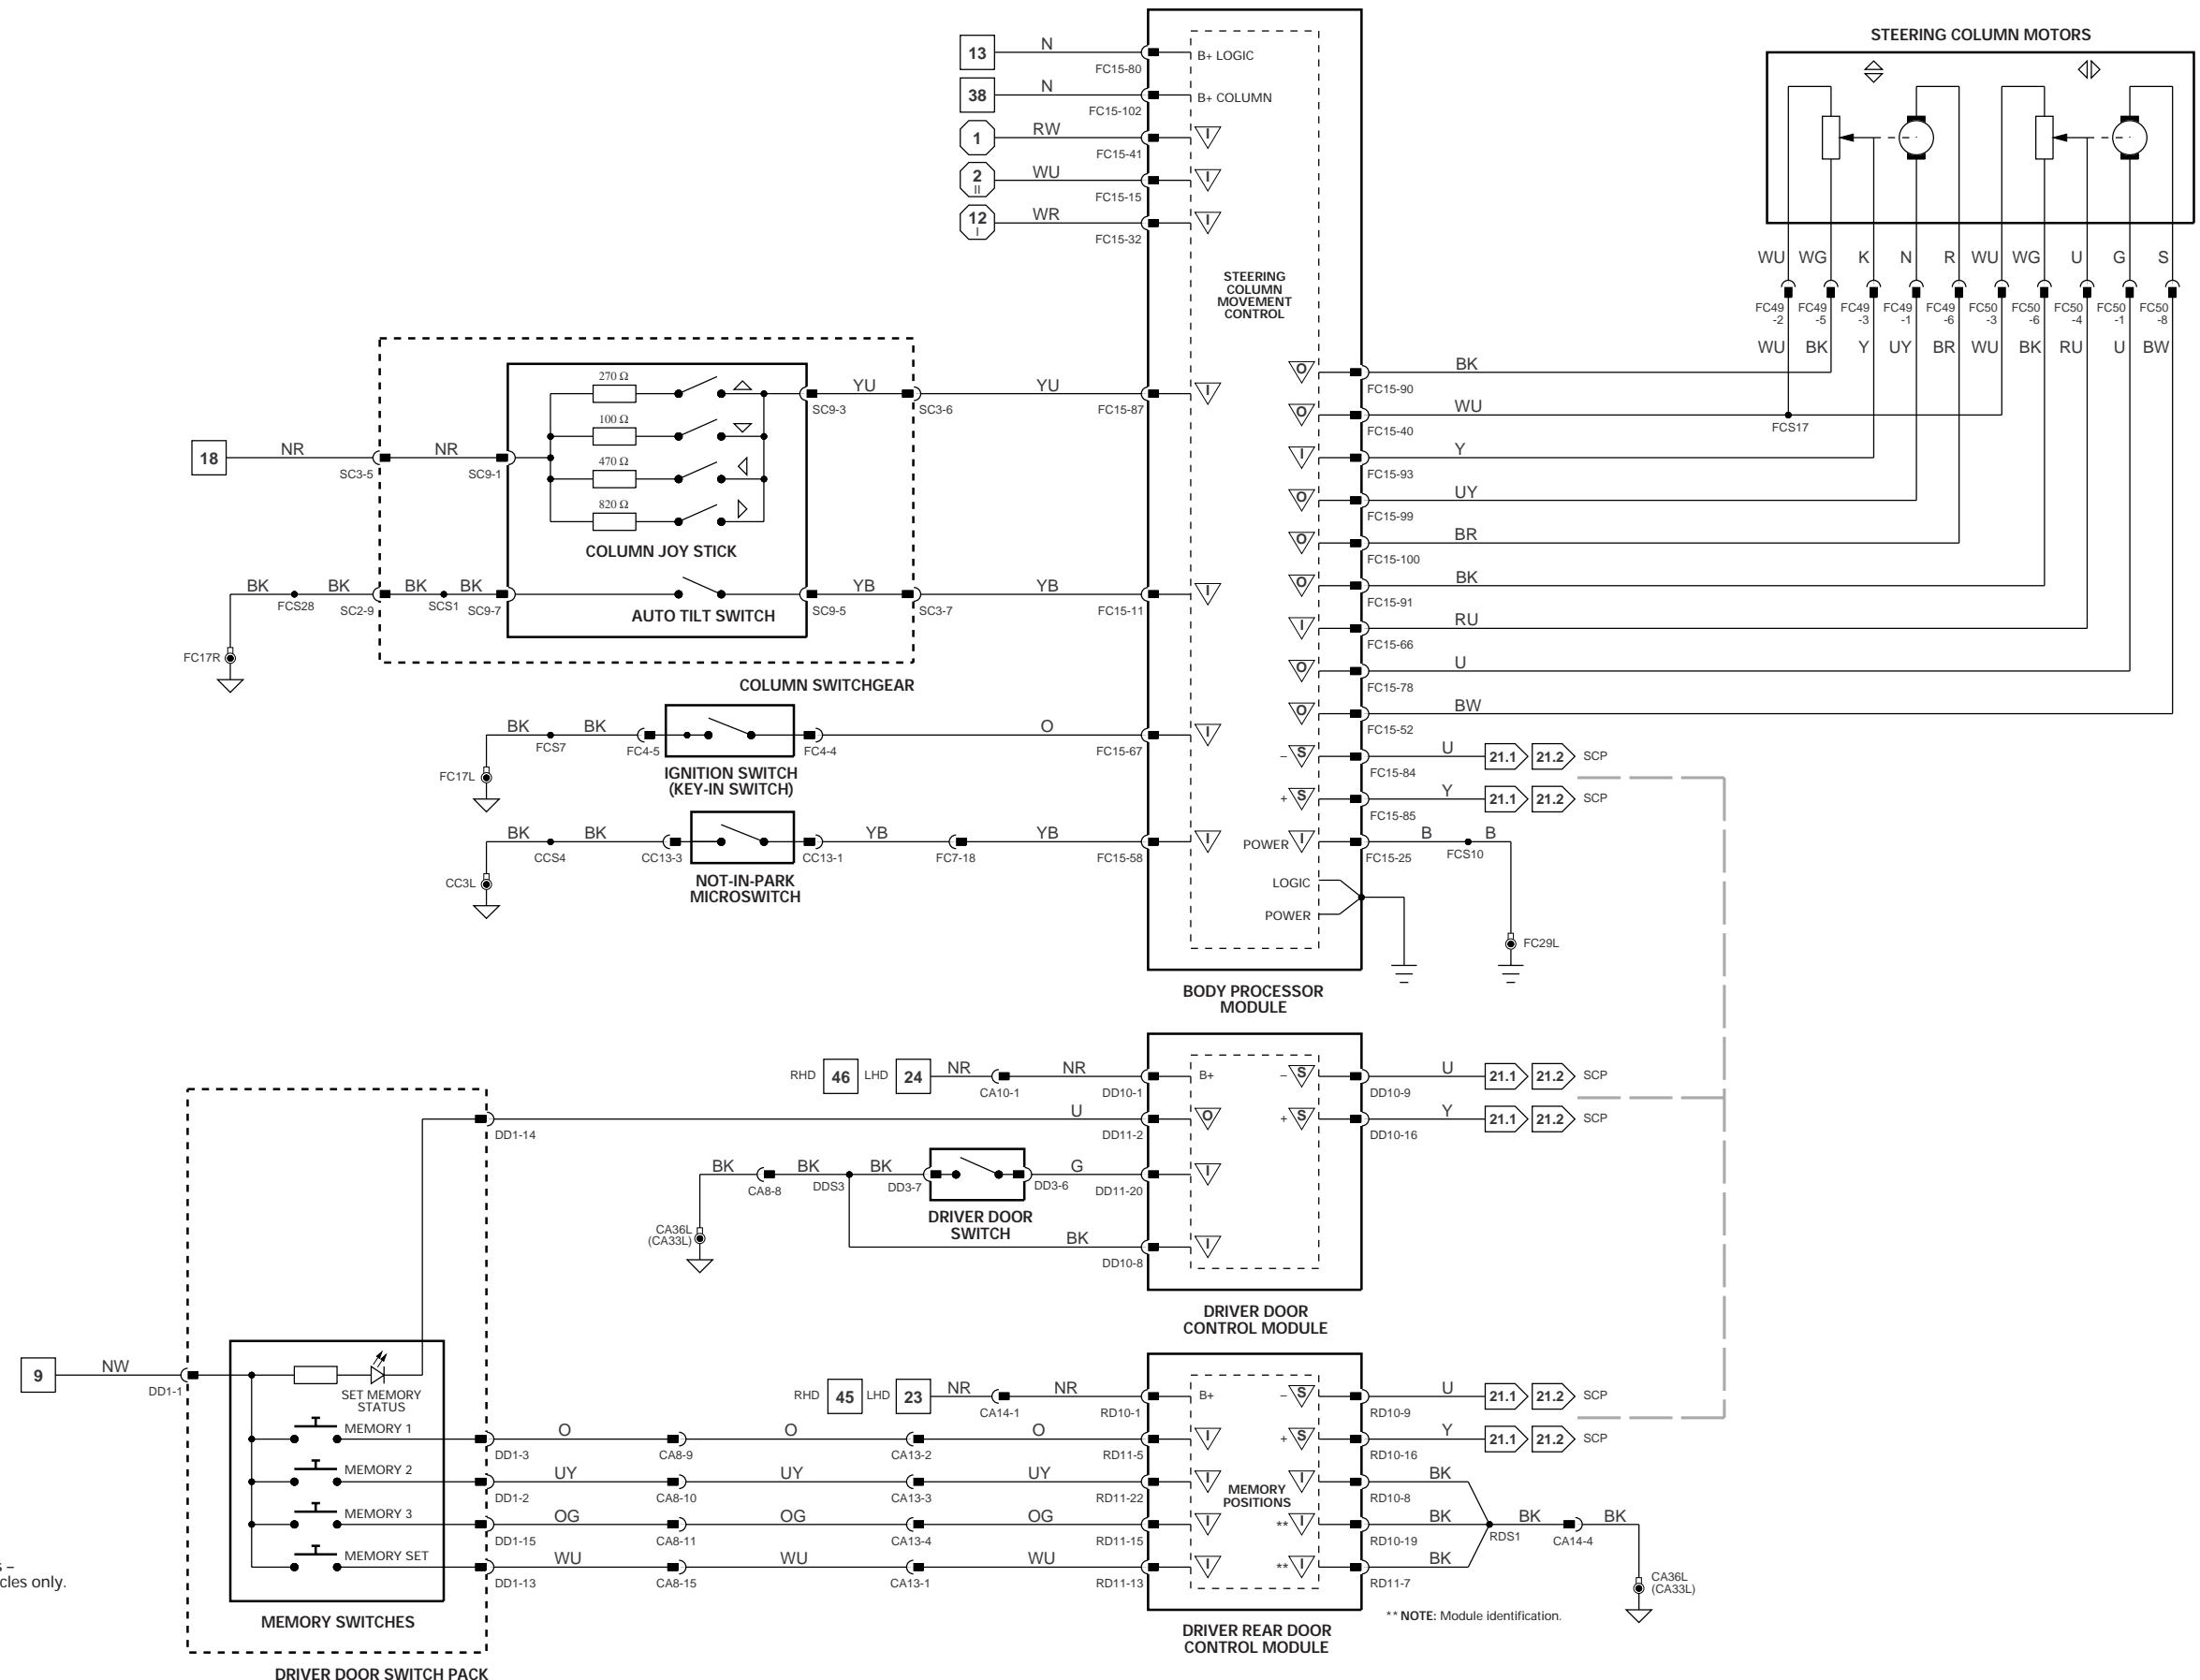 STEERING COLUMN MOTORS
13 N FC15-80 B+ LOGIC
38 N FC15-102 B+ COLUMN
1 RW FC15-41 I
2 II WU FC15-15 I
12 I WR FC15-32 I
STEERING
COLUMN
MOVEMENT
CONTROL
WU WG K N R WU WG U G S
FC49 FC49 FC49 FC49 FC49 FC50 FC50 FC50 FC50 FC50
-2 -5 -3 -1 -6 -3 -6 -4 -1 -8
WU BK Y UY BR WU BK RU U BW
O FC15-90 BK
O FC15-40 WU FCS17
I FC15-93 Y
O FC15-99 UY
O FC15-100 BR
O FC15-91 BK
I FC15-66 RU
O FC15-78 U
O FC15-52 BW
– S FC15-84 U 21.1 21.2 SCP
+ S FC15-85 Y 21.1 21.2 SCP
POWER I FC15-25 B FCS10 B
LOGIC
POWER
FC29L
270 Ω
100 Ω
470 Ω
820 Ω
18 NR SC3-5 NR SC9-1
SC9-3 YU SC3-6 YU FC15-87 I
COLUMN JOY STICK
BK FCS28 BK SC2-9 BK SCS1 BK SC9-7
SC9-5 YB SC3-7 YB FC15-11 I
AUTO TILT SWITCH
FC17R
COLUMN SWITCHGEAR
BK FCS7 BK FC4-5 FC4-4 O FC15-67 I
FC17L
IGNITION SWITCH
(KEY-IN SWITCH)
BK CCS4 BK CC13-3 CC13-1 YB FC7-18 YB FC15-58 I
CC3L
NOT-IN-PARK
MICROSWITCH
BODY PROCESSOR
MODULE
RHD 46 LHD 24 NR CA10-1 NR DD10-1 B+
– S DD10-9 U 21.1 21.2 SCP
DD1-14 U DD11-2 O
+ S DD10-16 Y 21.1 21.2 SCP
BK CA8-8 BK DDS3 BK DD3-7 DD3-6 G DD11-20 I
DRIVER DOOR
SWITCH
CA36L
(CA33L)
BK DD10-8 I
DRIVER DOOR
CONTROL MODULE
9 NW DD1-1
SET MEMORY
STATUS
RHD 45 LHD 23 NR CA14-1 NR RD10-1 B+
– S RD10-9 U 21.1 21.2 SCP
MEMORY 1 DD1-3 O CA8-9 O CA13-2 O RD11-5 I
+ S RD10-16 Y 21.1 21.2 SCP
MEMORY 2 DD1-2 UY CA8-10 UY CA13-3 UY RD11-22 I
I RD10-8 BK
MEMORY
POSITIONS
MEMORY 3 DD1-15 OG CA8-11 OG CA13-4 OG RD11-15 I
** I RD10-19 BK RDS1 BK CA14-4 BK
MEMORY SET DD1-13 WU CA8-15 WU CA13-1 WU RD11-13 I
** I RD11-7 BK
CA36L
(CA33L)
** NOTE: Module identification.
MEMORY SWITCHES
DRIVER REAR DOOR
CONTROL MODULE
DRIVER DOOR SWITCH PACK
only.